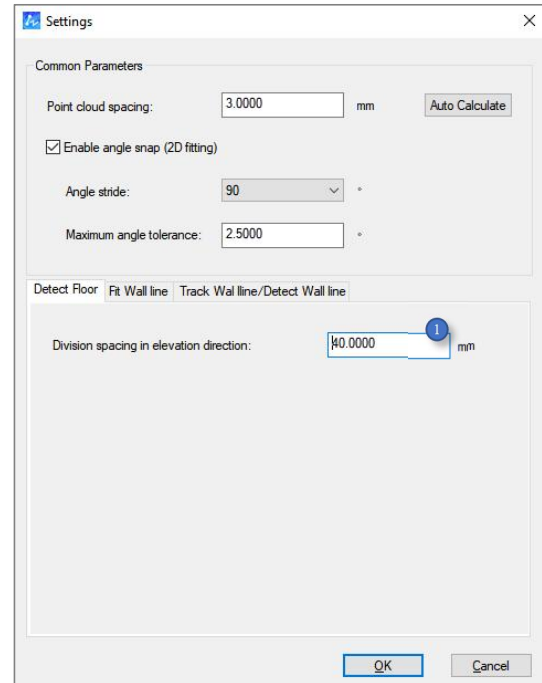 Settings
Common Parameters
Point cloud spacing: 3.0000 mm Auto Calculate
Enable angle snap (2D fitting)
Angle stride: 90 °
Maximum angle tolerance: 2.5000 °
Detect Floor Fit Wall line Track Wal lline/Detect Wall line
Division spacing in elevation direction: 40.0000 1 mm
OK Cancel